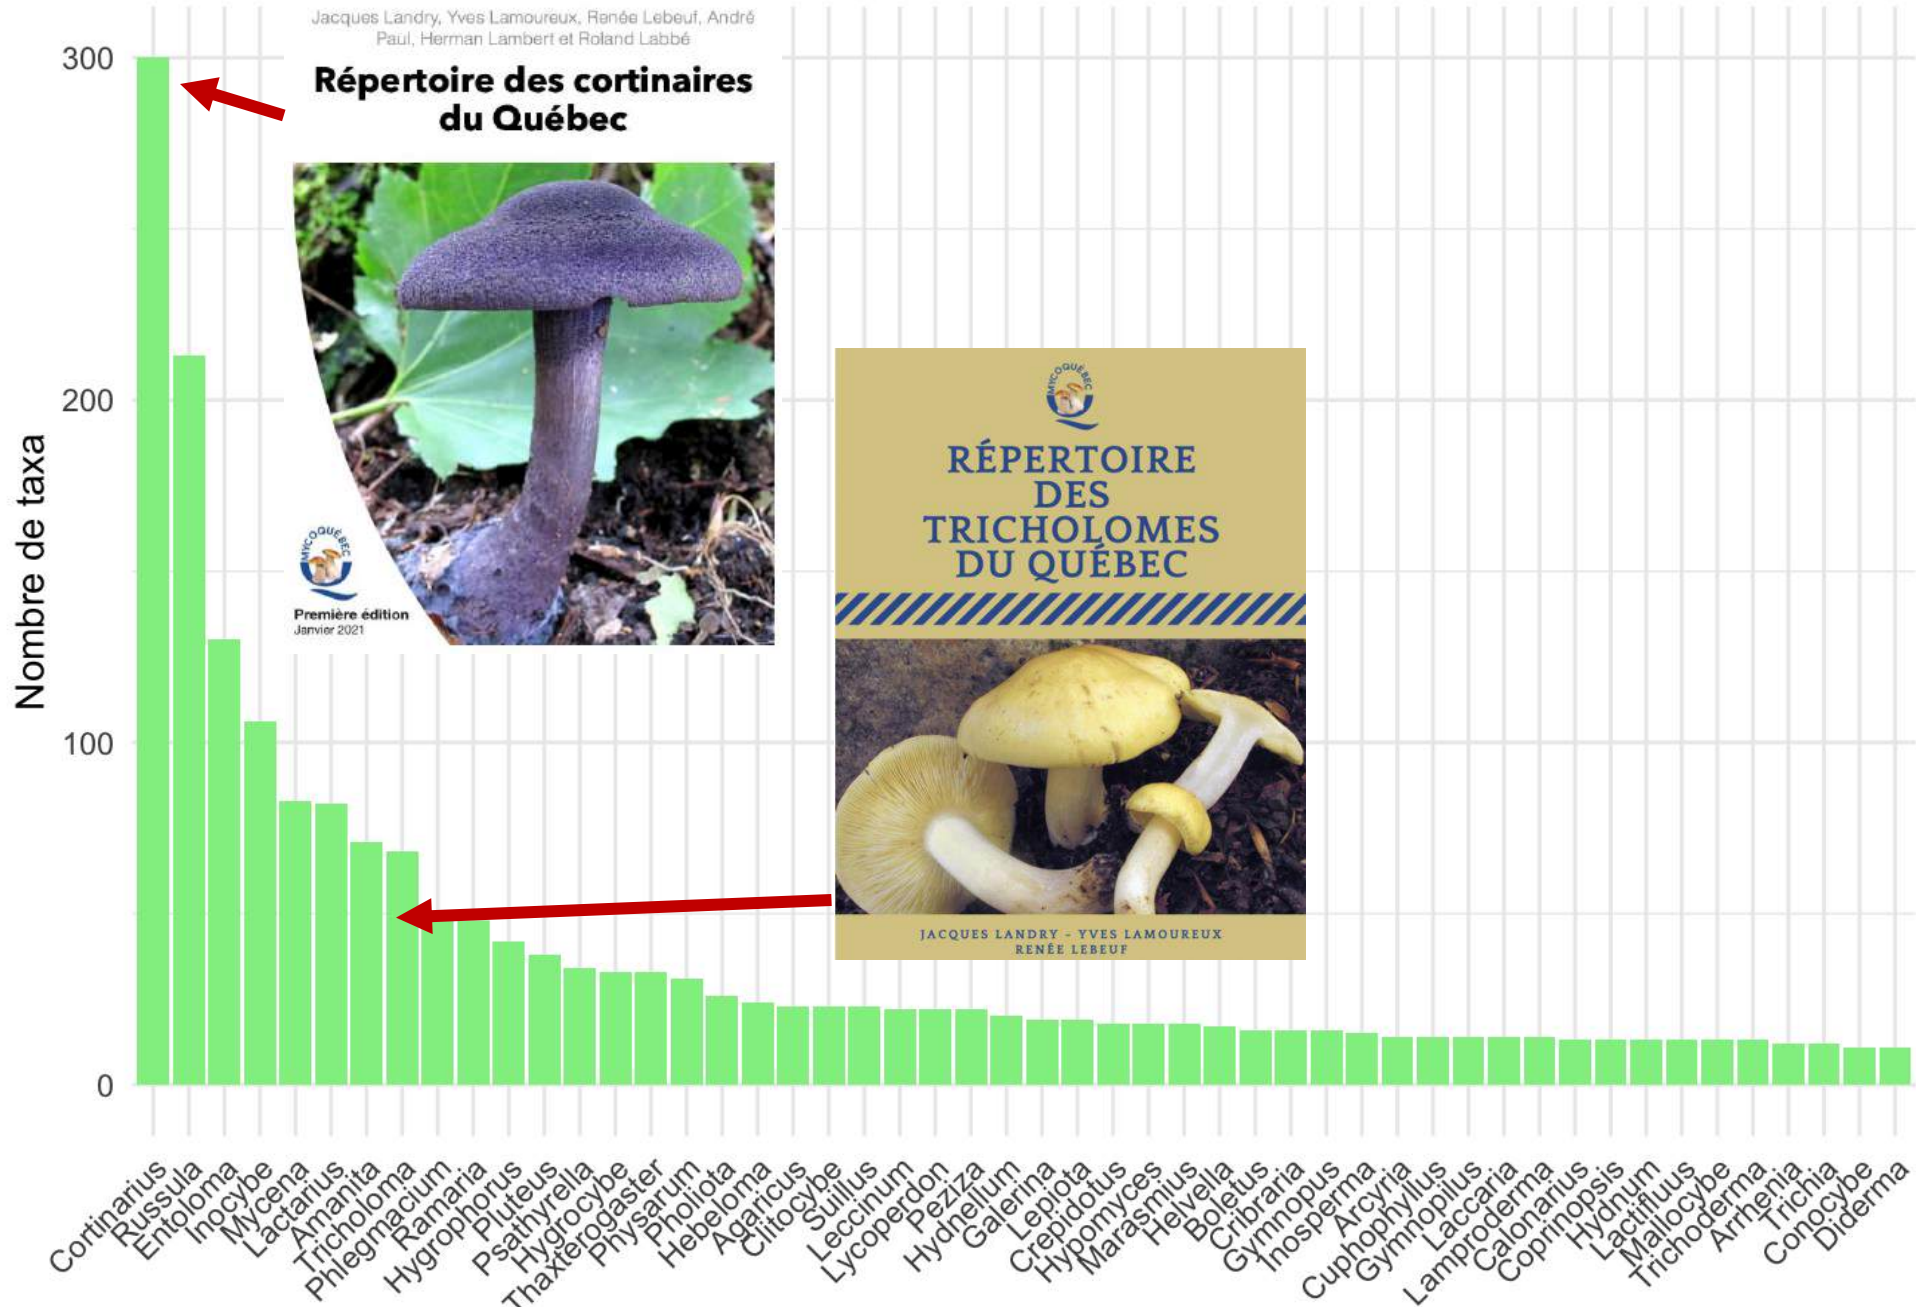 Jacques Landry, Yves Lamoureux, Renée Lebeuf, André
Paul, Herman Lambert et Roland Labbé
Répertoire des cortinaires
du Québec
MYCOQUÉBEC
Première édition
Janvier 2021
MYCOQUÉBEC
RÉPERTOIRE
DES
TRICHOLOMES
DU QUÉBEC
JACQUES LANDRY - YVES LAMOUREUX
RENÉE LEBEUF
Nombre de taxa
300
200
100
0
Cortinarius
Russula
Entoloma
Inocybe
Mycena
Lactarius
Amanita
Tricholoma
Phlegmacium
Ramaria
Hygrophorus
Pluteus
Psathyrella
Hygrocybe
Thaxterogaster
Physarum
Pholiota
Hebeloma
Agaricus
Clitocybe
Suillus
Leccinum
Lycoperdon
Peziza
Hydnellum
Galerina
Lepiota
Crepidotus
Hypomyces
Marasmius
Helvella
Boletus
Cribraria
Gymnopus
Inosperma
Arcyria
Cuphophyllus
Gymnopilus
Laccaria
Lamproderma
Calonarius
Coprinopsis
Hydnum
Lactifluus
Mallocybe
Trichoderma
Arrhenia
Trichia
Conocybe
Diderma